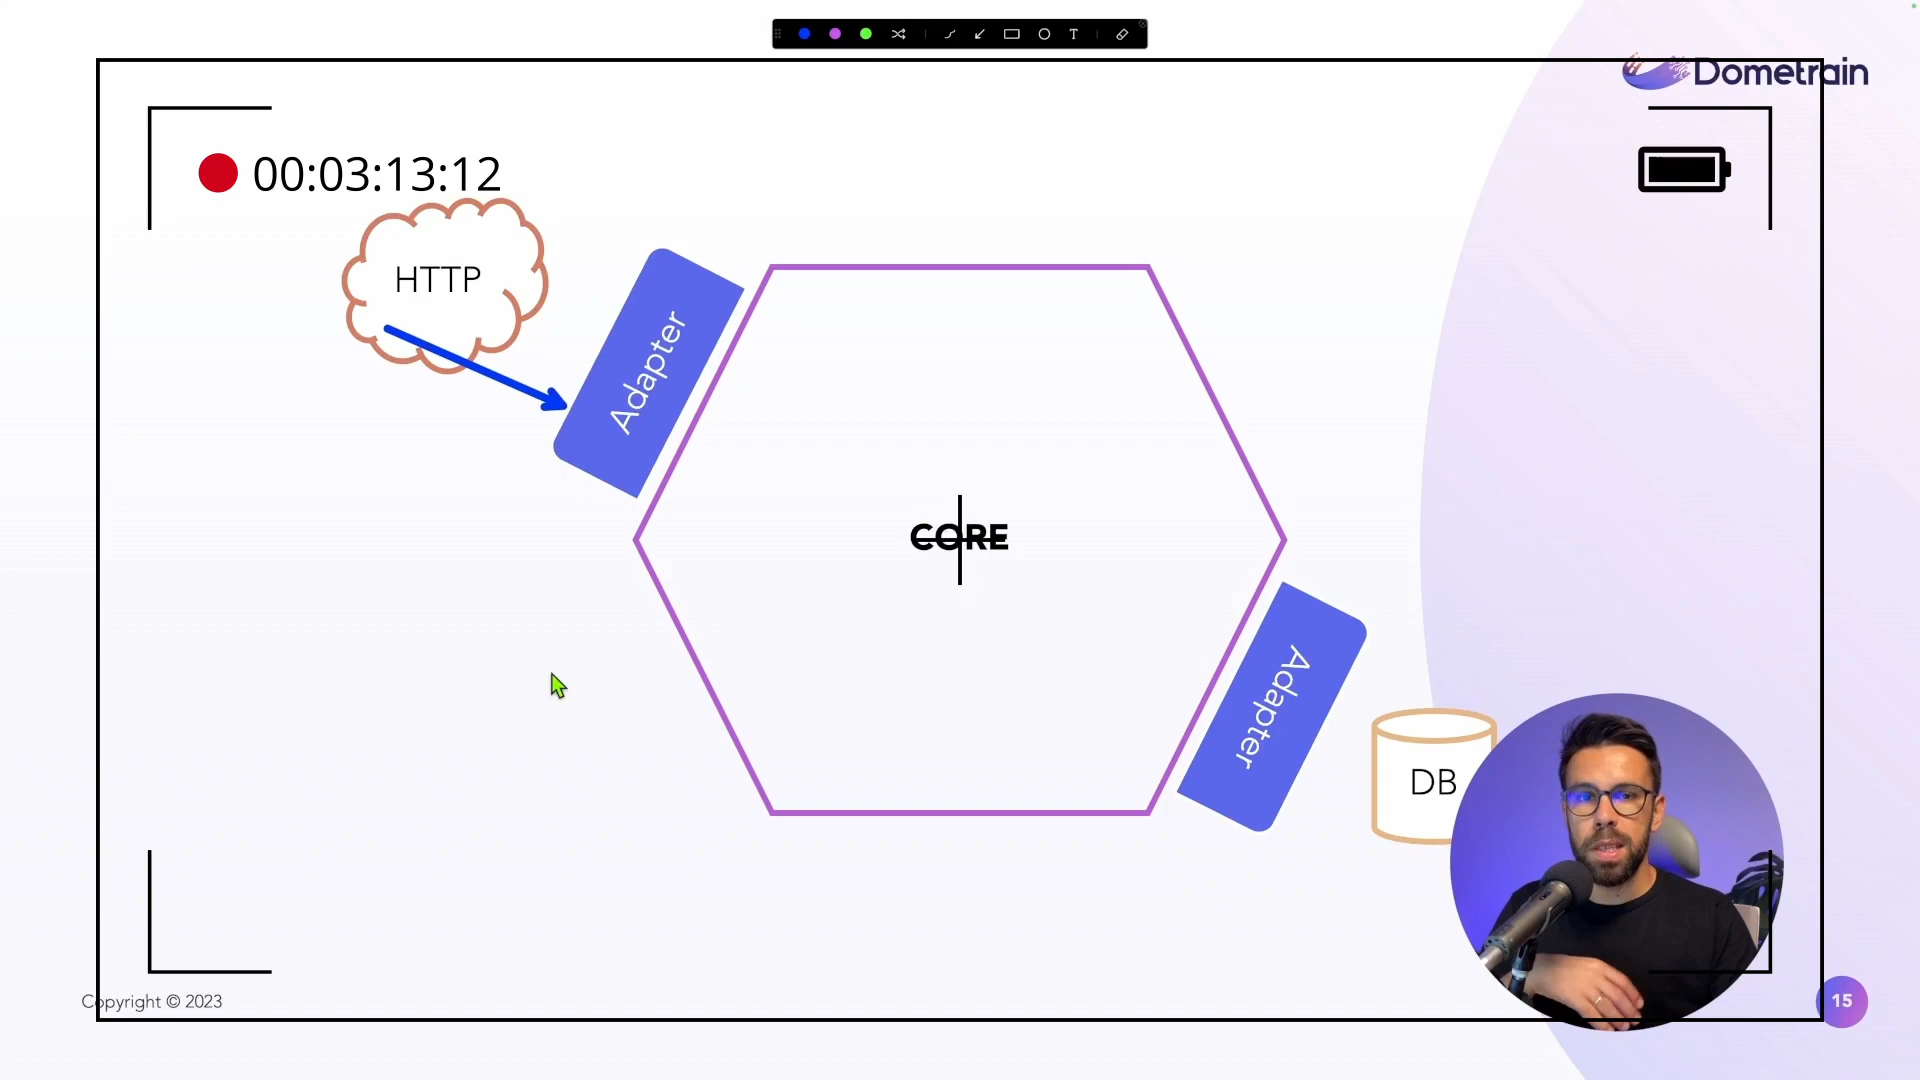 Dometrain
00:03:13:12
HTTP
Adapter
CORE
Adapter
DB
Copyright © 2023
15